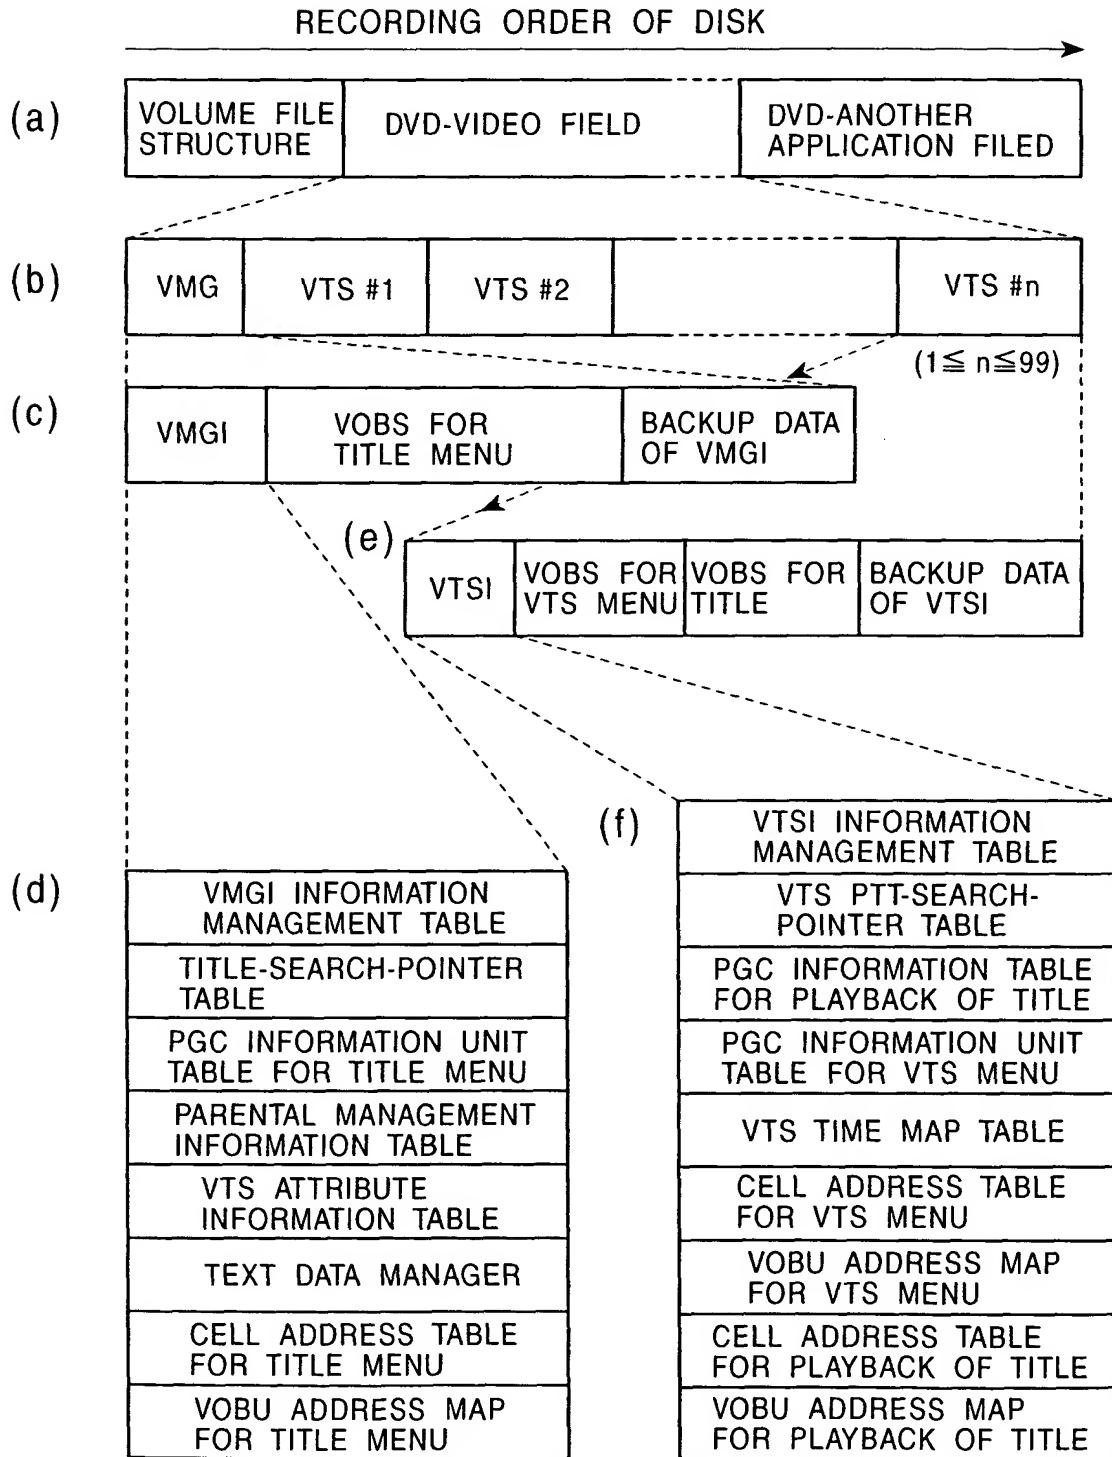 RECORDING ORDER OF DISK
(a)
VOLUME FILE
STRUCTURE
DVD-VIDEO FIELD
DVD-ANOTHER
APPLICATION FILED
(b)
VMG
VTS #1
VTS #2
VTS #n
(1≦ n≦99)
(c)
VMGI
VOBS FOR
TITLE MENU
BACKUP DATA
OF VMGI
(e)
VTSI
VOBS FOR
VTS MENU
VOBS FOR
TITLE
BACKUP DATA
OF VTSI
(d)
VMGI INFORMATION
MANAGEMENT TABLE
TITLE-SEARCH-POINTER
TABLE
PGC INFORMATION UNIT
TABLE FOR TITLE MENU
PARENTAL MANAGEMENT
INFORMATION TABLE
VTS ATTRIBUTE
INFORMATION TABLE
TEXT DATA MANAGER
CELL ADDRESS TABLE
FOR TITLE MENU
VOBU ADDRESS MAP
FOR TITLE MENU
(f)
VTSI INFORMATION
MANAGEMENT TABLE
VTS PTT-SEARCH-
POINTER TABLE
PGC INFORMATION TABLE
FOR PLAYBACK OF TITLE
PGC INFORMATION UNIT
TABLE FOR VTS MENU
VTS TIME MAP TABLE
CELL ADDRESS TABLE
FOR VTS MENU
VOBU ADDRESS MAP
FOR VTS MENU
CELL ADDRESS TABLE
FOR PLAYBACK OF TITLE
VOBU ADDRESS MAP
FOR PLAYBACK OF TITLE